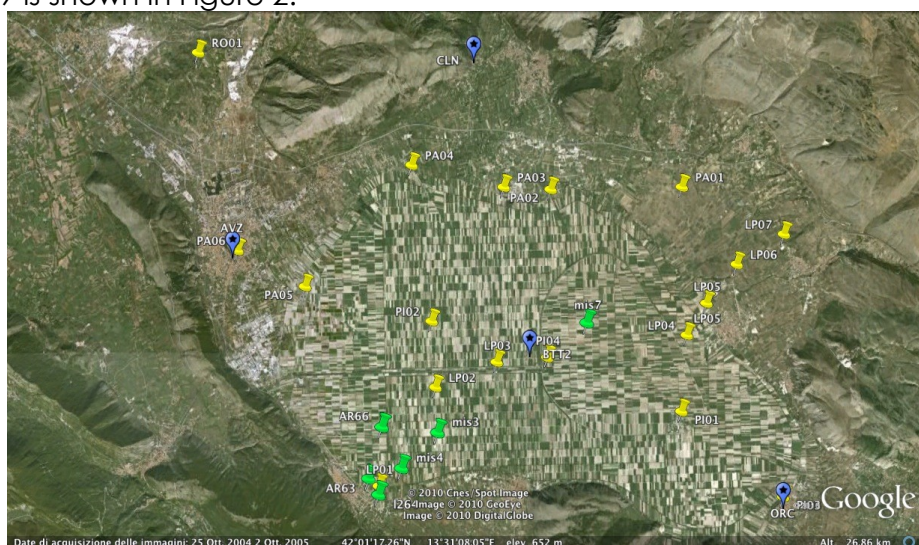 is shown in Figure 2.
RO01
CLN
PA04
PA03
PA01
PA02
LP07
AVZ
PA06
LP06
PA05
LP05
mis7
PI02
LP05
LP04
PI04
LP03
BTT2
LP02
AR66
mis3
PI01
mis4
LP01
AR63
I264
© 2010 Cnes/Spot Image
Image © 2010 GeoEye
Image © 2010 DigitalGlobe
PI03
ORC
Google
Date di acquisizione delle immagini: 25 Ott, 2004 2 Ott, 2005 42°01'17.26"N 13°31'08.05"E elev 652 m Alt. 26.86 km